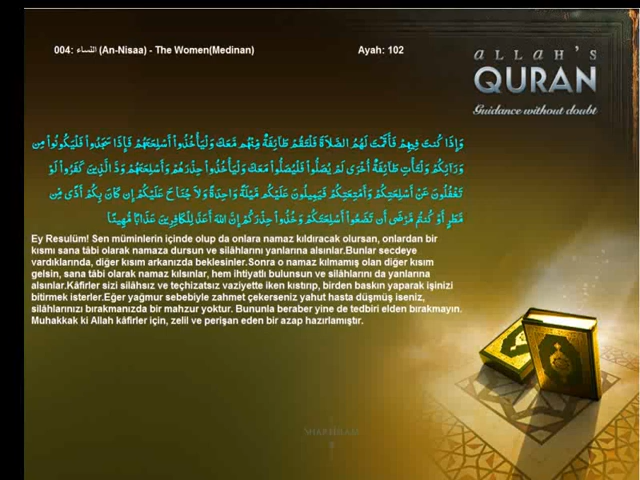 004: النساء (An-Nisaa) - The Women(Medinan)
Ayah: 102
ALLAH'S
QURAN
Guidance without doubt
وَإِذَا كُنتَ فِيهِمْ فَأَقَمْتَ لَهُمُ الصَّلاَةَ فَلْتَقُمْ طَآئِفَةٌ مِّنْهُم مَّعَكَ وَلْيَأْخُذُواْ أَسْلِحَتَهُمْ فَإِذَا سَجَدُواْ فَلْيَكُونُواْ مِن
وَرَآئِكُمْ وَلْتَأْتِ طَآئِفَةٌ أُخْرَى لَمْ يُصَلُّواْ فَلْيُصَلُّواْ مَعَكَ وَلْيَأْخُذُواْ حِذْرَهُمْ وَأَسْلِحَتَهُمْ وَدَّ الَّذِينَ كَفَرُواْ لَوْ
تَغْفُلُونَ عَنْ أَسْلِحَتِكُمْ وَأَمْتِعَتِكُمْ فَيَمِيلُونَ عَلَيْكُم مَّيْلَةً وَاحِدَةً وَلاَ جُنَاحَ عَلَيْكُمْ إِن كَانَ بِكُمْ أَذًى مِّن
مَّطَرٍ أَوْ كُنتُم مَّرْضَى أَن تَضَعُواْ أَسْلِحَتَكُمْ وَخُذُواْ حِذْرَكُمْ إِنَّ اللّهَ أَعَدَّ لِلْكَافِرِينَ عَذَابًا مُّهِينًا
Ey Resulüm! Sen müminlerin içinde olup da onlara namaz kıldıracak olursan, onlardan bir
kısmı sana tâbi olarak namaza dursun ve silâhlarını yanlarına alsınlar.Bunlar secdeye
vardıklarında, diğer kısım arkanızda beklesinler.Sonra o namaz kılmamış olan diğer kısım
gelsin, sana tâbi olarak namaz kılsınlar, hem ihtiyatlı bulunsun ve silâhlarını da yanlarına
alsınlar.Kâfirler sizi silâhsız ve teçhizatsız vaziyette iken kıstırıp, birden baskın yaparak işinizi
bitirmek isterler.Eğer yağmur sebebiyle zahmet çekerseniz yahut hasta düşmüş iseniz,
silâhlarınızı bırakmanızda bir mahzur yoktur. Bununla beraber yine de tedbiri elden bırakmayın.
Muhakkak ki Allah kâfirler için, zelil ve perişan eden bir azap hazırlamıştır.